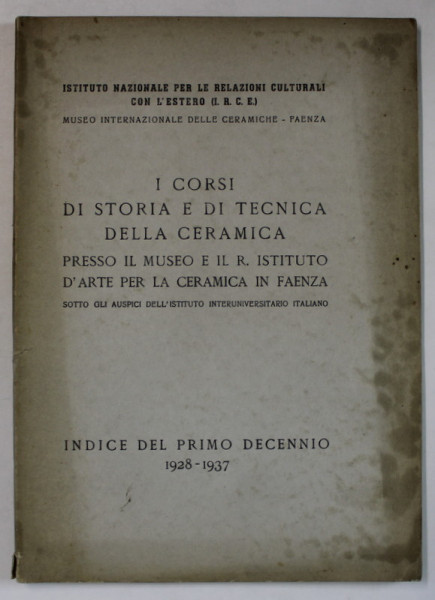 ISTITUTO NAZIONALE PER LE RELAZIONI CULTURALI
CON L'ESTERO (I. R. C. E.)
MUSEO INTERNAZIONALE DELLE CERAMICHE - FAENZA
I CORSI
DI STORIA E DI TECNICA
DELLA CERAMICA
PRESSO IL MUSEO E IL R. ISTITUTO
D'ARTE PER LA CERAMICA IN FAENZA
SOTTO GLI AUSPICI DELL'ISTITUTO INTERUNIVERSITARIO ITALIANO
INDICE DEL PRIMO DECENNIO
1928-1937